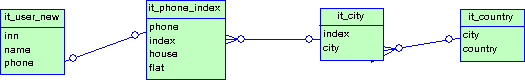 it_user_new
inn
name
phone
it_phone_index
phone
index
house
flat
it_city
index
city
it_country
city
country